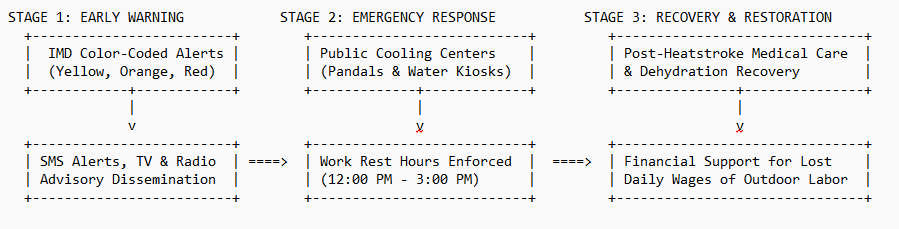 STAGE 1: EARLY WARNING
IMD Color-Coded Alerts
(Yellow, Orange, Red)
v
SMS Alerts, TV & Radio
Advisory Dissemination
====>
STAGE 2: EMERGENCY RESPONSE
Public Cooling Centers
(Pandals & Water Kiosks)
v
Work Rest Hours Enforced
(12:00 PM - 3:00 PM)
====>
STAGE 3: RECOVERY & RESTORATION
Post-Heatstroke Medical Care
& Dehydration Recovery
v
Financial Support for Lost
Daily Wages of Outdoor Labor